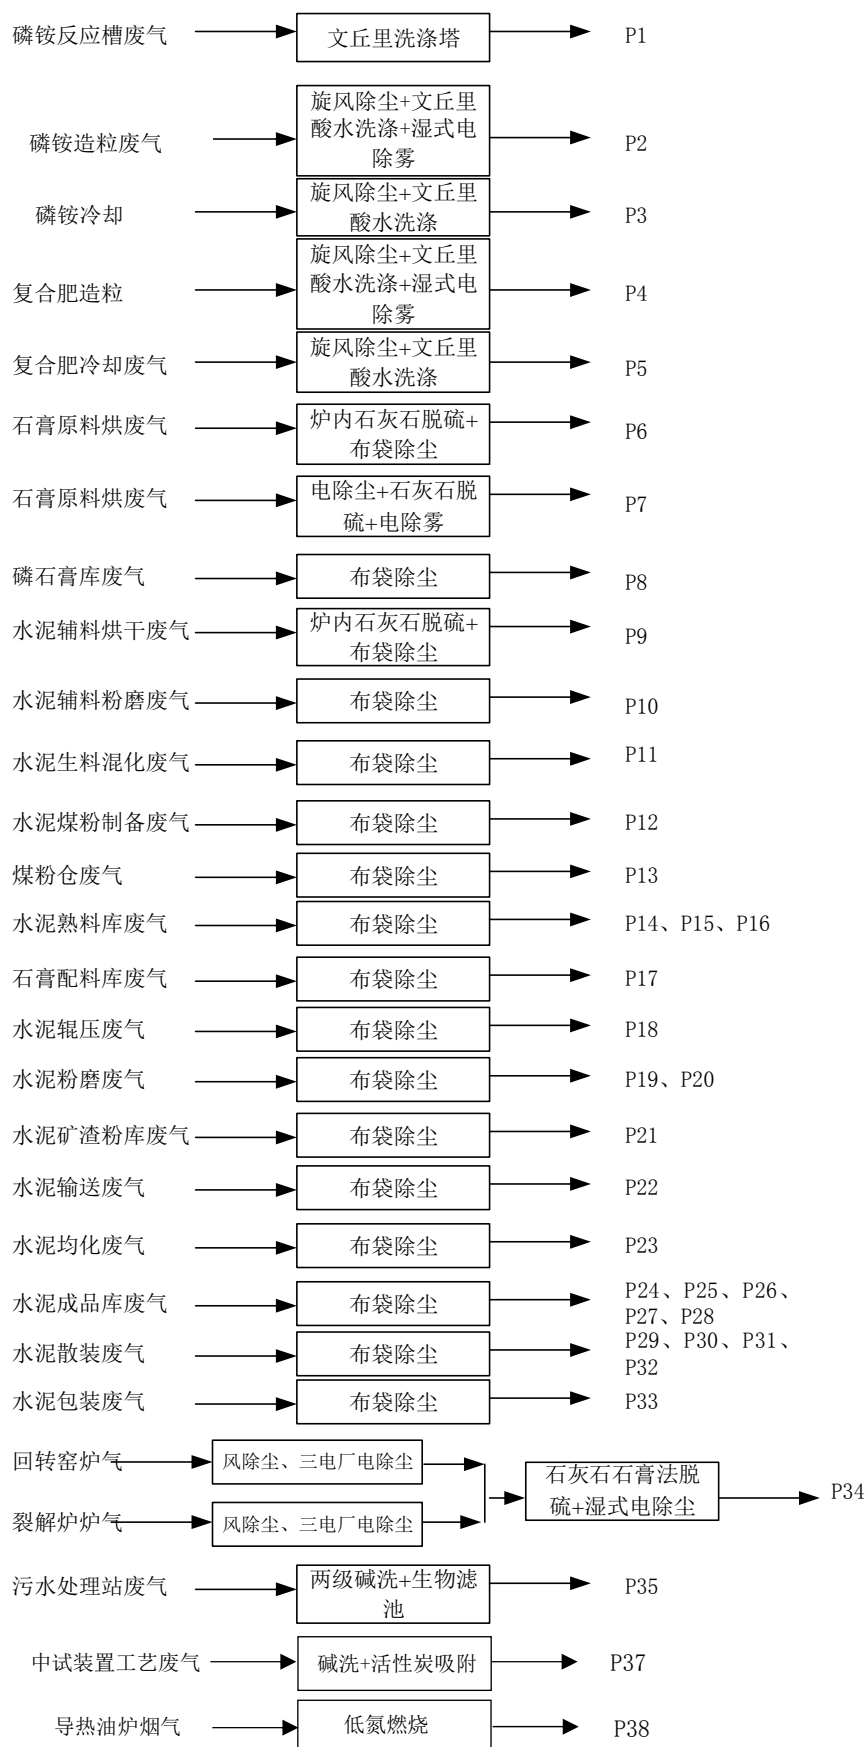 磷铵反应槽废气
文丘里洗涤塔
P1
磷铵造粒废气
旋风除尘+文丘里
酸水洗涤+湿式电
除雾
P2
磷铵冷却
旋风除尘+文丘里
酸水洗涤
P3
复合肥造粒
旋风除尘+文丘里
酸水洗涤+湿式电
除雾
P4
复合肥冷却废气
旋风除尘+文丘里
酸水洗涤
P5
石膏原料烘废气
炉内石灰石脱硫+
布袋除尘
P6
石膏原料烘废气
电除尘+石灰石脱
硫+电除雾
P7
磷石膏库废气
布袋除尘
P8
水泥辅料烘干废气
炉内石灰石脱硫+
布袋除尘
P9
水泥辅料粉磨废气
布袋除尘
P10
水泥生料混化废气
布袋除尘
P11
水泥煤粉制备废气
布袋除尘
P12
煤粉仓废气
布袋除尘
P13
水泥熟料库废气
布袋除尘
P14、P15、P16
石膏配料库废气
布袋除尘
P17
水泥辊压废气
布袋除尘
P18
水泥粉磨废气
布袋除尘
P19、P20
水泥矿渣粉库废气
布袋除尘
P21
水泥输送废气
布袋除尘
P22
水泥均化废气
布袋除尘
P23
水泥成品库废气
布袋除尘
P24、P25、P26、
P27、P28
水泥散装废气
布袋除尘
P29、P30、P31、
P32
水泥包装废气
布袋除尘
P33
回转窑炉气
风除尘、三电厂电除尘
裂解炉炉气
风除尘、三电厂电除尘
石灰石石膏法脱
硫+湿式电除尘
P34
污水处理站废气
两级碱洗+生物滤
池
P35
中试装置工艺废气
碱洗+活性炭吸附
P37
导热油炉烟气
低氮燃烧
P38